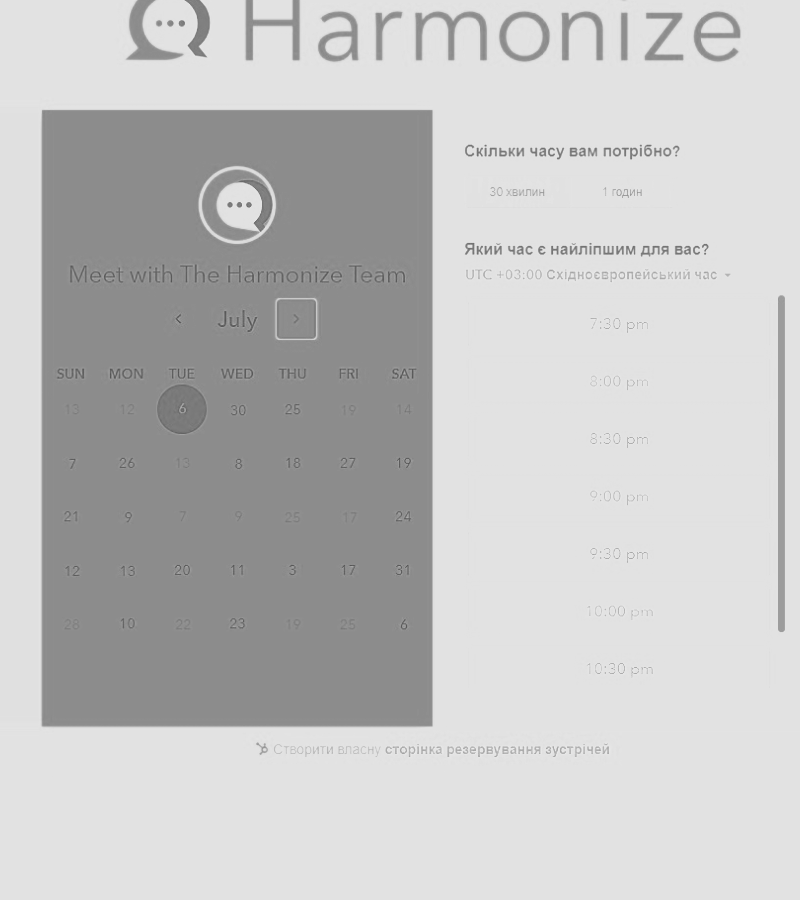 Harmonize
Meet with The Harmonize Team
July
SUN MON TUE WED THU FRI SAT
13 12 6 30 25 19 14
7 26 13 8 18 27 19
21 9 7 9 25 17 24
12 13 20 11 3 17 31
28 10 22 23 19 25 6
Скільки часу вам потрібно?
30 хвилин 1 годин
Який час є найліпшим для вас?
UTC +03:00 Східноєвропейський час
7:30 pm
8:00 pm
8:30 pm
9:00 pm
9:30 pm
10:00 pm
10:30 pm
Створити власну сторінка резервування зустрічей